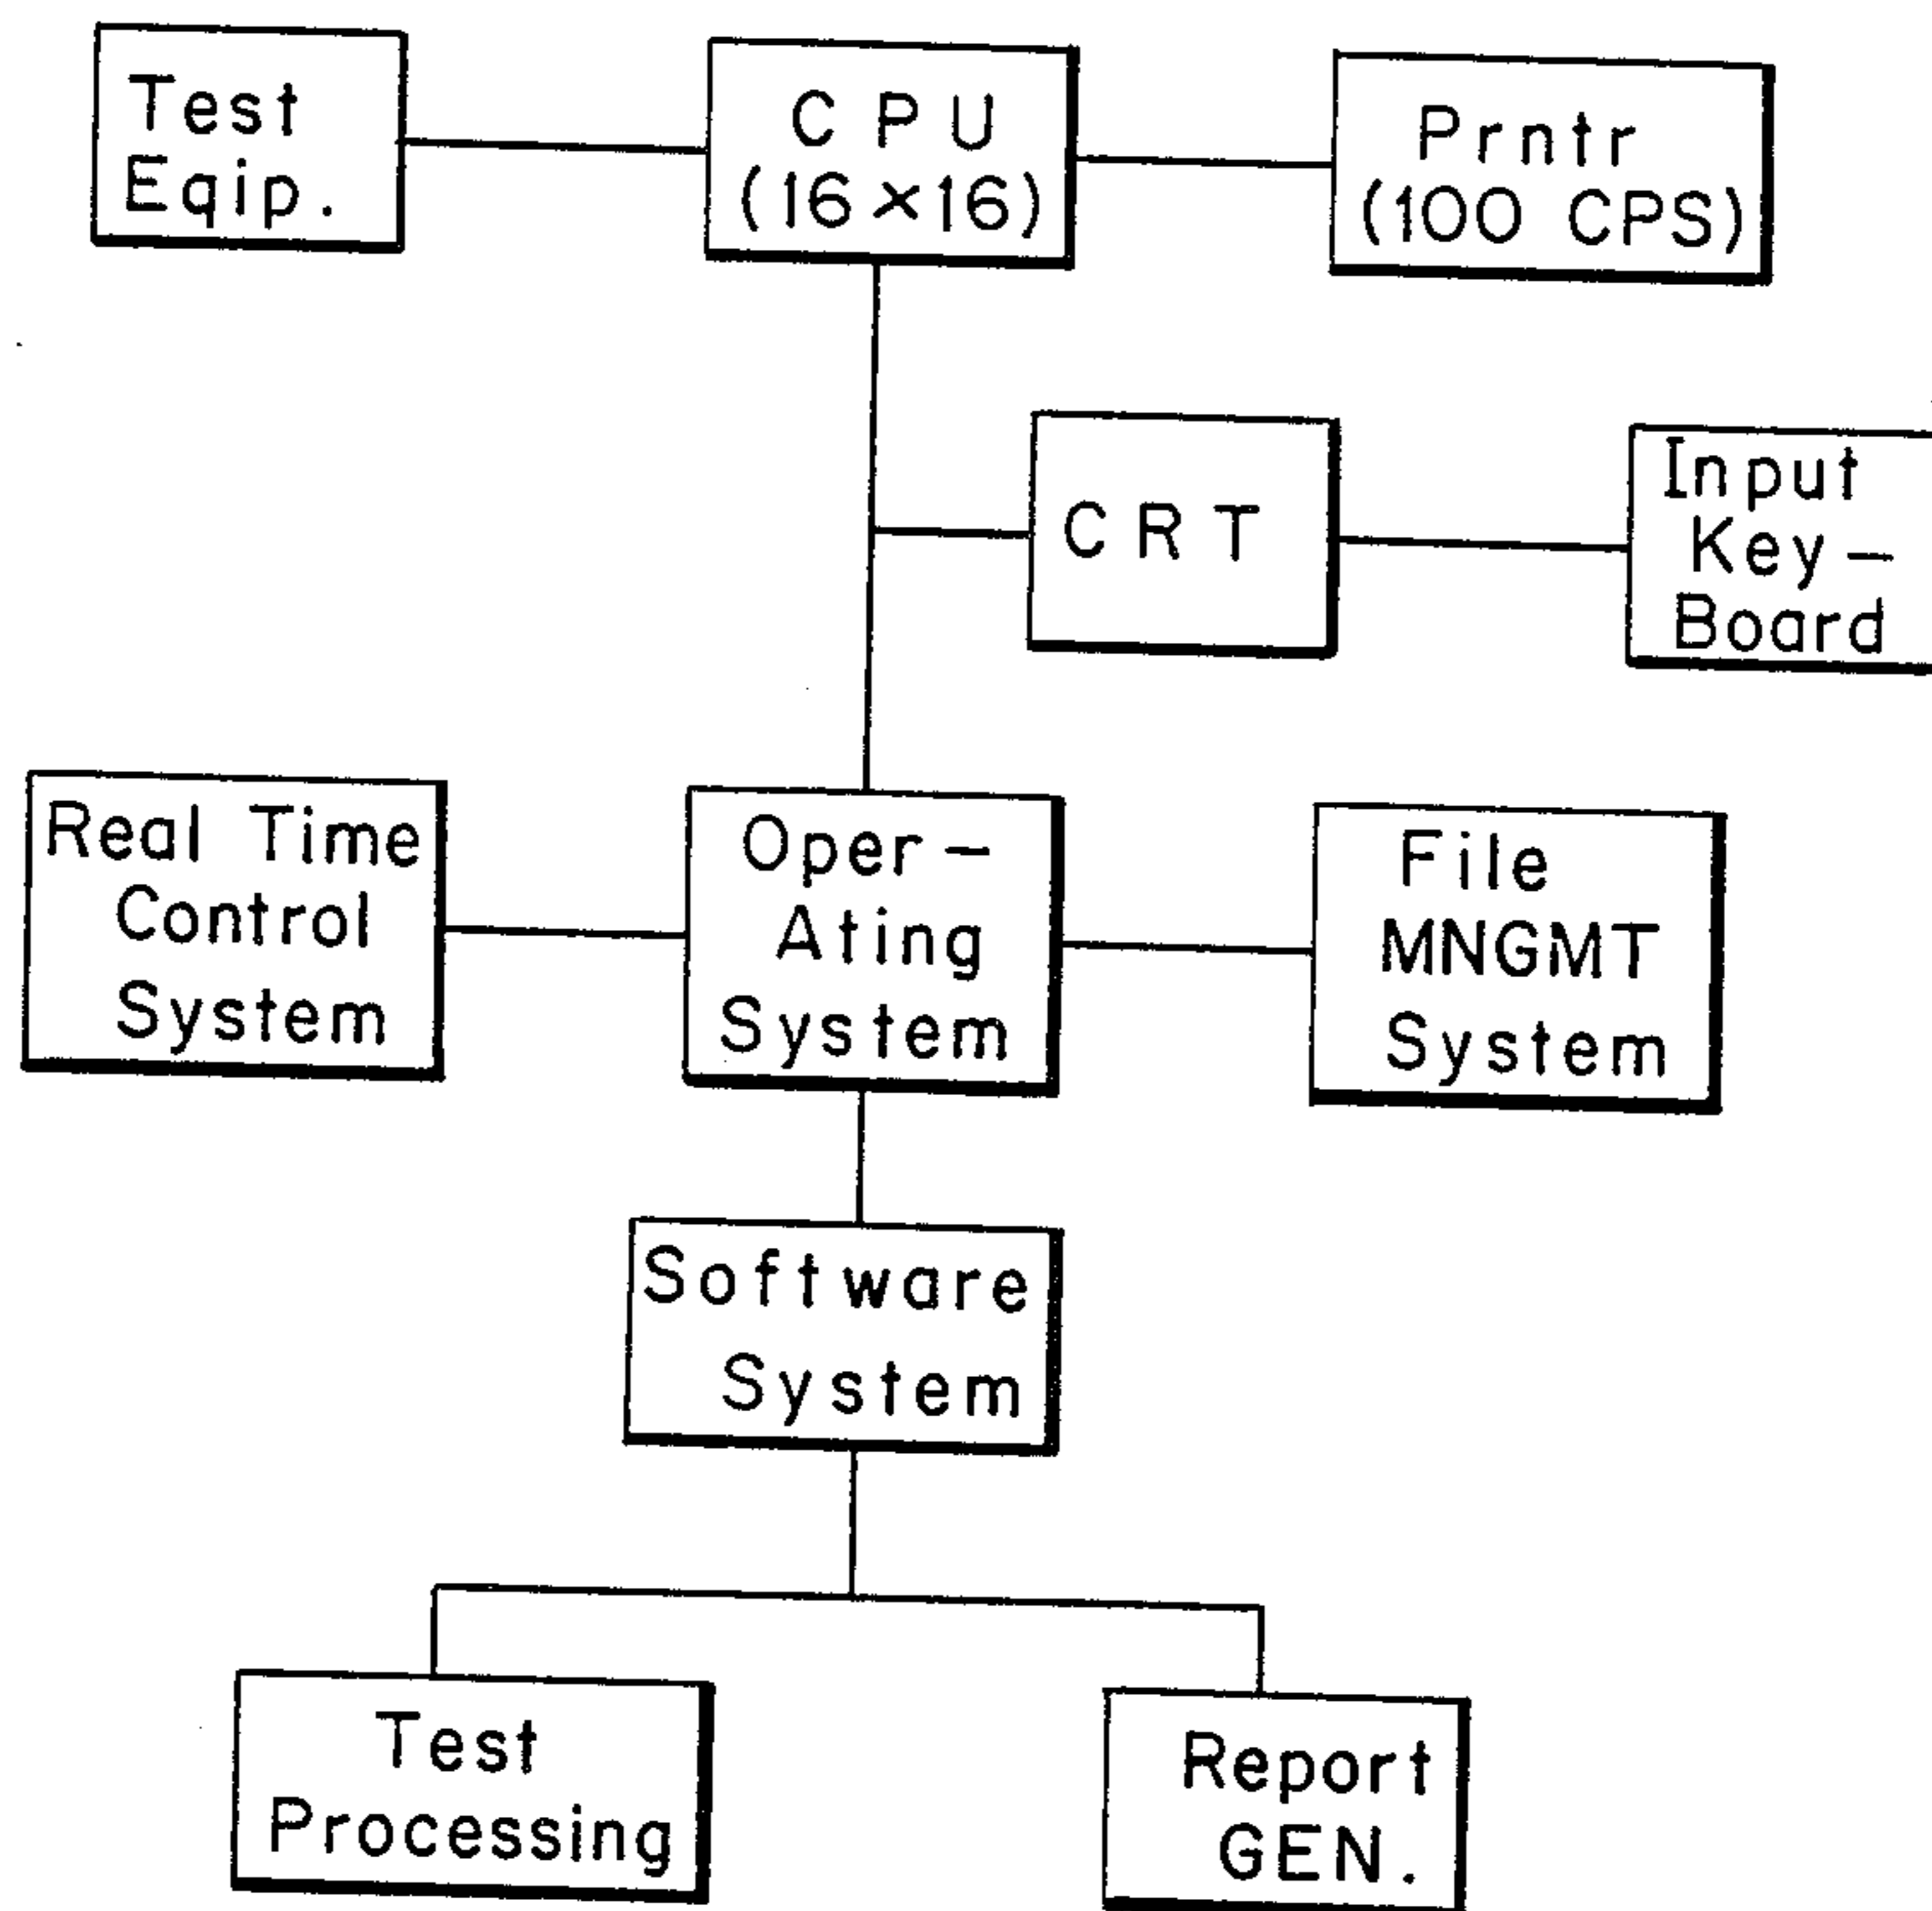 Test
Eqip.
C P U
(16×16)
Prntr
(100 CPS)
C R T
Input
Key-
Board
Real Time
Control
System
Oper-
Ating
System
File
MNGMT
System
Software
System
Test
Processing
Report
GEN.